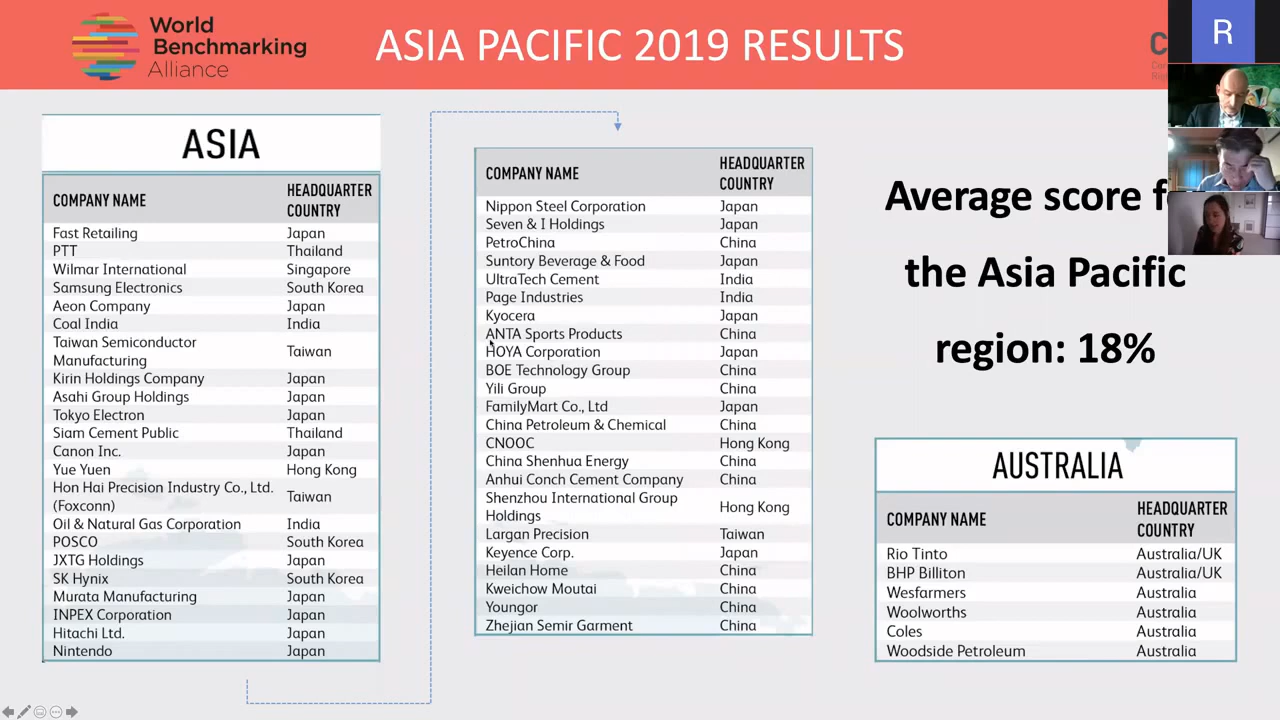 World
Benchmarking
Alliance
ASIA PACIFIC 2019 RESULTS
R
ASIA
COMPANY NAME HEADQUARTER COUNTRY
Fast Retailing Japan
PTT Thailand
Wilmar International Singapore
Samsung Electronics South Korea
Aeon Company Japan
Coal India India
Taiwan Semiconductor
Manufacturing Taiwan
Kirin Holdings Company Japan
Asahi Group Holdings Japan
Tokyo Electron Japan
Siam Cement Public Thailand
Canon Inc. Japan
Yue Yuen Hong Kong
Hon Hai Precision Industry Co., Ltd.
(Foxconn) Taiwan
Oil & Natural Gas Corporation India
POSCO South Korea
JXTG Holdings Japan
SK Hynix South Korea
Murata Manufacturing Japan
INPEX Corporation Japan
Hitachi Ltd. Japan
Nintendo Japan
COMPANY NAME HEADQUARTER COUNTRY
Nippon Steel Corporation Japan
Seven & I Holdings Japan
PetroChina China
Suntory Beverage & Food Japan
UltraTech Cement India
Page Industries India
Kyocera Japan
ANTA Sports Products China
HOYA Corporation Japan
BOE Technology Group China
Yili Group China
FamilyMart Co., Ltd Japan
China Petroleum & Chemical China
CNOOC Hong Kong
China Shenhua Energy China
Anhui Conch Cement Company China
Shenzhou International Group
Holdings Hong Kong
Largan Precision Taiwan
Keyence Corp. Japan
Heilan Home China
Kweichow Moutai China
Youngor China
Zhejian Semir Garment China
Average score
the Asia Pacific
region: 18%
AUSTRALIA
COMPANY NAME HEADQUARTER COUNTRY
Rio Tinto Australia/UK
BHP Billiton Australia/UK
Wesfarmers Australia
Woolworths Australia
Coles Australia
Woodside Petroleum Australia